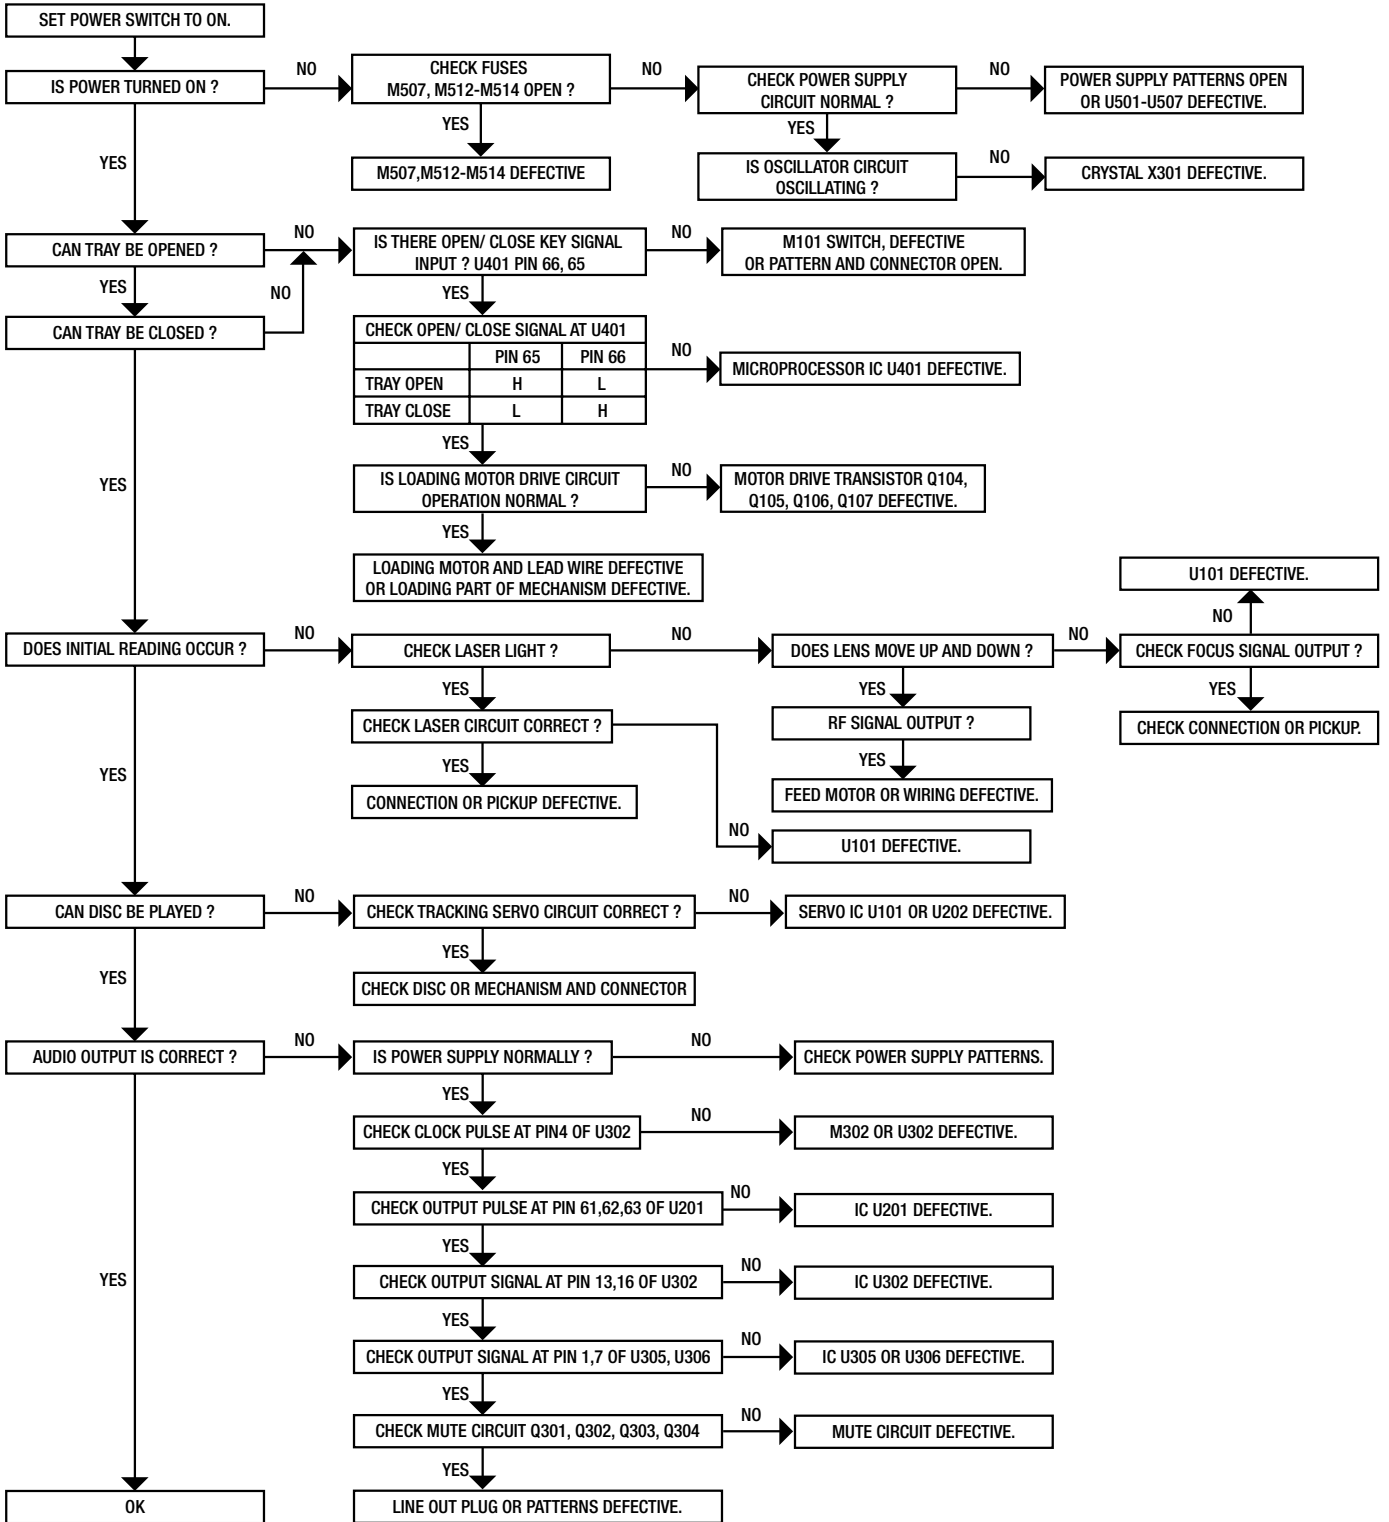 SET POWER SWITCH TO ON.
IS POWER TURNED ON ?
NO
CHECK FUSES
M507, M512-M514 OPEN ?
NO
CHECK POWER SUPPLY
CIRCUIT NORMAL ?
NO
POWER SUPPLY PATTERNS OPEN
OR U501-U507 DEFECTIVE.
YES
YES
YES
M507,M512-M514 DEFECTIVE
IS OSCILLATOR CIRCUIT
OSCILLATING ?
NO
CRYSTAL X301 DEFECTIVE.
CAN TRAY BE OPENED ?
NO
IS THERE OPEN/ CLOSE KEY SIGNAL
INPUT ? U401 PIN 66, 65
NO
M101 SWITCH, DEFECTIVE
OR PATTERN AND CONNECTOR OPEN.
YES
NO
YES
CAN TRAY BE CLOSED ?
CHECK OPEN/ CLOSE SIGNAL AT U401
PIN 65 PIN 66
TRAY OPEN H L
TRAY CLOSE L H
NO
MICROPROCESSOR IC U401 DEFECTIVE.
YES
YES
IS LOADING MOTOR DRIVE CIRCUIT
OPERATION NORMAL ?
NO
MOTOR DRIVE TRANSISTOR Q104,
Q105, Q106, Q107 DEFECTIVE.
YES
LOADING MOTOR AND LEAD WIRE DEFECTIVE
OR LOADING PART OF MECHANISM DEFECTIVE.
U101 DEFECTIVE.
NO
DOES INITIAL READING OCCUR ?
NO
CHECK LASER LIGHT ?
NO
DOES LENS MOVE UP AND DOWN ?
NO
CHECK FOCUS SIGNAL OUTPUT ?
YES
YES
YES
CHECK LASER CIRCUIT CORRECT ?
RF SIGNAL OUTPUT ?
CHECK CONNECTION OR PICKUP.
YES
YES
YES
CONNECTION OR PICKUP DEFECTIVE.
FEED MOTOR OR WIRING DEFECTIVE.
NO
U101 DEFECTIVE.
CAN DISC BE PLAYED ?
NO
CHECK TRACKING SERVO CIRCUIT CORRECT ?
NO
SERVO IC U101 OR U202 DEFECTIVE.
YES
YES
CHECK DISC OR MECHANISM AND CONNECTOR
AUDIO OUTPUT IS CORRECT ?
NO
IS POWER SUPPLY NORMALLY ?
NO
CHECK POWER SUPPLY PATTERNS.
YES
CHECK CLOCK PULSE AT PIN4 OF U302
NO
M302 OR U302 DEFECTIVE.
YES
CHECK OUTPUT PULSE AT PIN 61,62,63 OF U201
NO
IC U201 DEFECTIVE.
YES
YES
CHECK OUTPUT SIGNAL AT PIN 13,16 OF U302
NO
IC U302 DEFECTIVE.
YES
CHECK OUTPUT SIGNAL AT PIN 1,7 OF U305, U306
NO
IC U305 OR U306 DEFECTIVE.
YES
CHECK MUTE CIRCUIT Q301, Q302, Q303, Q304
NO
MUTE CIRCUIT DEFECTIVE.
YES
OK
LINE OUT PLUG OR PATTERNS DEFECTIVE.